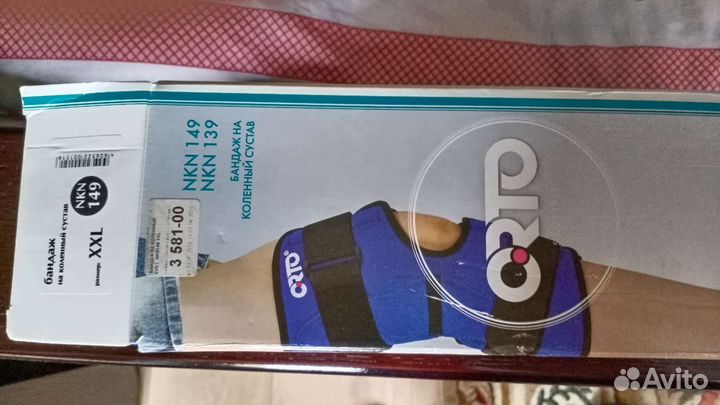 бандаж
на коленный сустав
размер: XXL
NKN
149
NKN 149
NKN 139
БАНДАЖ НА
КОЛЕННЫЙ СУСТАВ
3 581-00
ORTO
ORTO
Avito